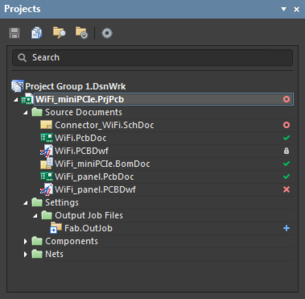 Projects
Search
Project Group 1.DsnWrk
WiFi_miniPCIe.PrjPcb
Source Documents
Connector_WiFi.SchDoc
WiFi.PcbDoc
WiFi.PCBDwf
WiFi_miniPCIe.BomDoc
WiFi_panel.PcbDoc
WiFi_panel.PCBDwf
Settings
Output Job Files
Fab.OutJob
Components
Nets